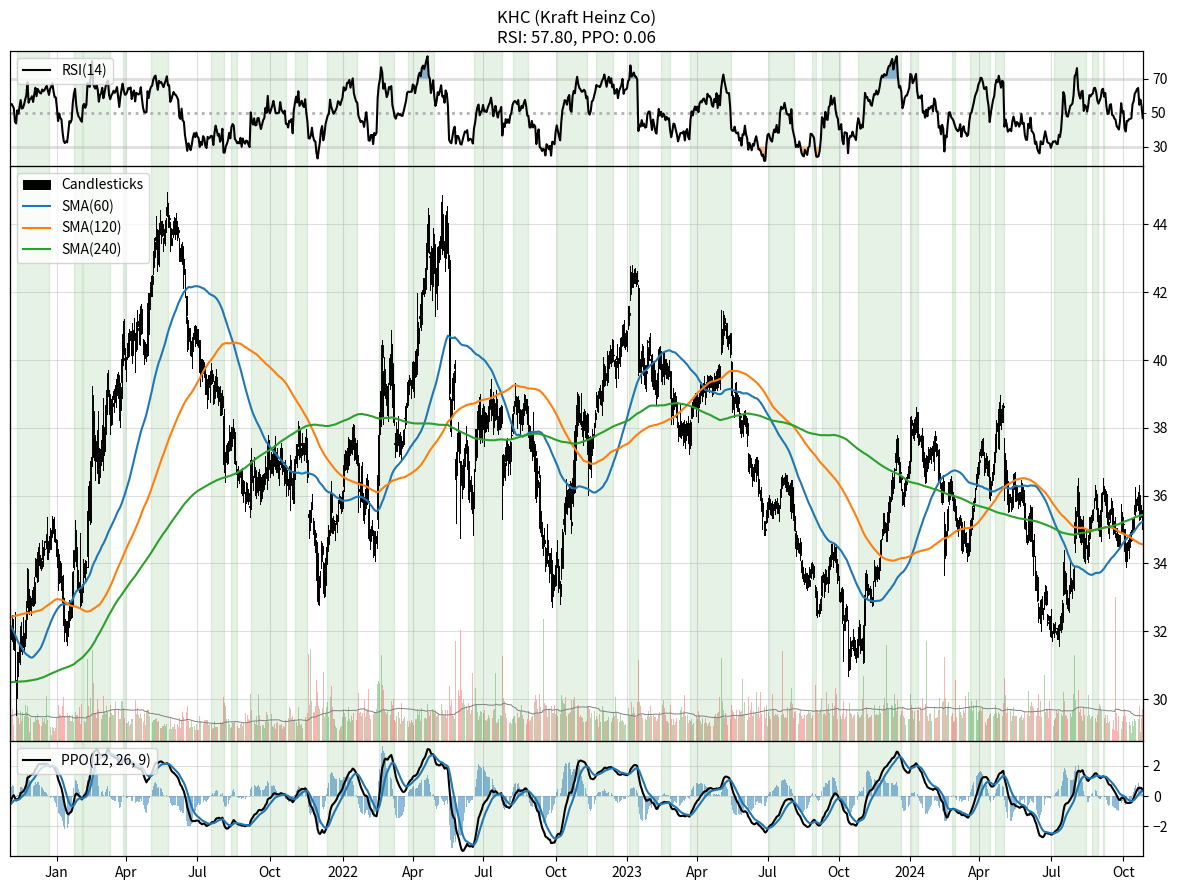 KHC (Kraft Heinz Co)
RSI: 57.80, PPO: 0.06
RSI(14)
70
50
30
Candlesticks
SMA(60)
SMA(120)
SMA(240)
44
42
40
38
36
34
32
30
PPO(12, 26, 9)
2
0
−2
Jan Apr Jul Oct 2022 Apr Jul Oct 2023 Apr Jul Oct 2024 Apr Jul Oct